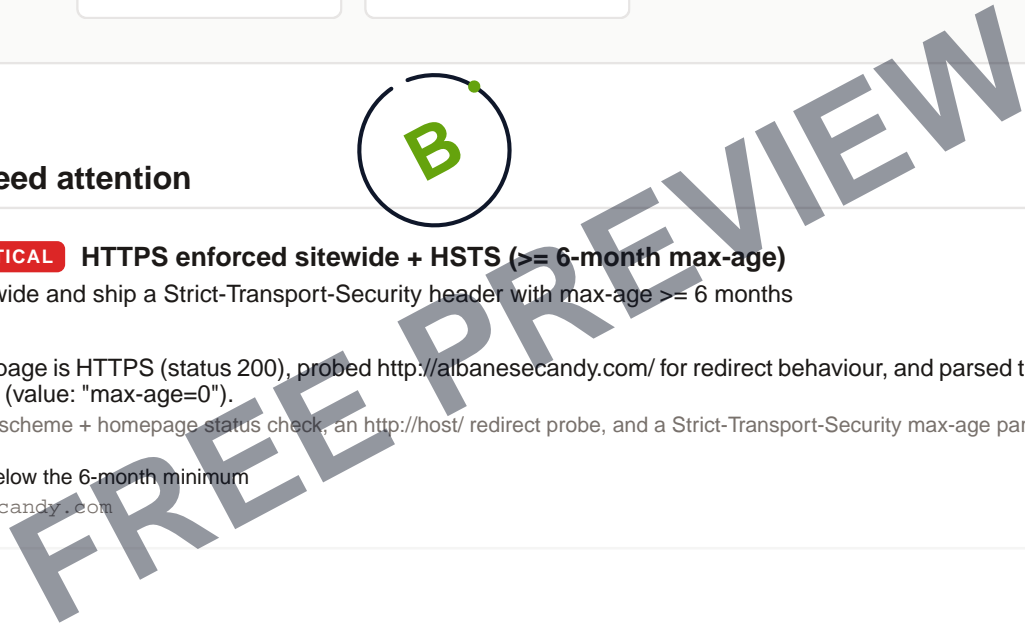 B
eed attention
TICAL HTTPS enforced sitewide + HSTS (>= 6-month max-age)
wide and ship a Strict-Transport-Security header with max-age >= 6 months
page is HTTPS (status 200), probed http://albanesecandy.com/ for redirect behaviour, and parsed t
(value: "max-age=0").
scheme + homepage status check, an http://host/ redirect probe, and a Strict-Transport-Security max-age par
elow the 6-month minimum
candy.com
FREE PREVIEW